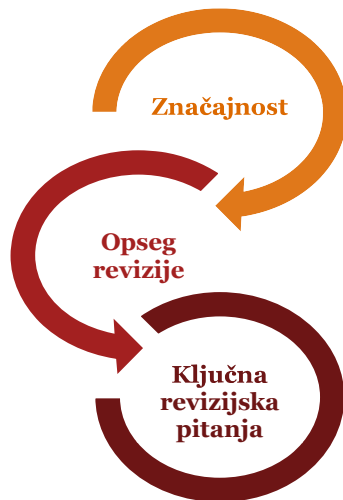 Značajnost
Opseg
revizije
Ključna
revizijska
pitanja